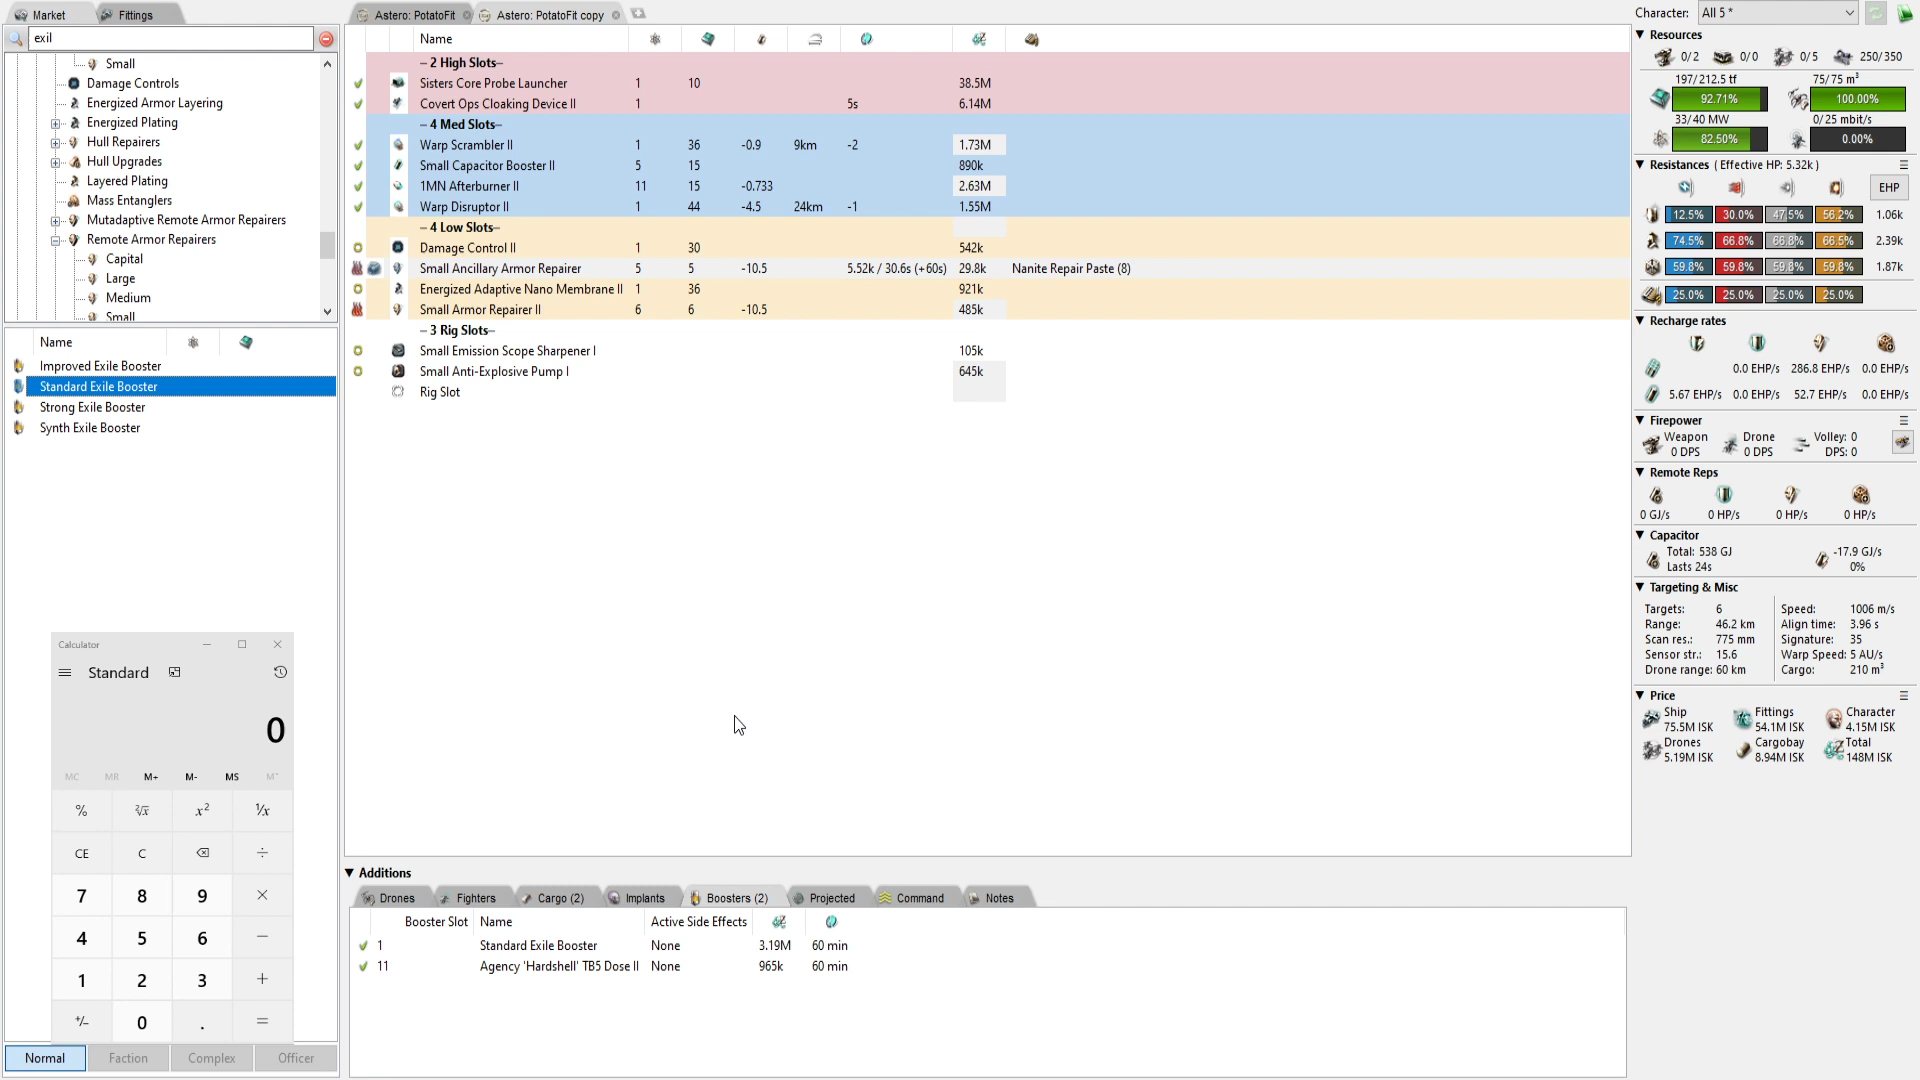 Market
Fittings
exil
Small
Damage Controls
Energized Armor Layering
Energized Plating
Hull Repairers
Hull Upgrades
Layered Plating
Mass Entanglers
Mutadaptive Remote Armor Repairers
Remote Armor Repairers
Capital
Large
Medium
Small
Name
Improved Exile Booster
Standard Exile Booster
Strong Exile Booster
Synth Exile Booster
Calculator
Standard
0
MC MR M+ M- MS M˅
% ²√x x² ¹/x
CE C ÷
7 8 9 ×
4 5 6 −
1 2 3 +
+/− 0 . =
Normal Faction Complex Officer
Astero: PotatoFit
Astero: PotatoFit copy
Name
– 2 High Slots–
Sisters Core Probe Launcher 1 10 38.5M
Covert Ops Cloaking Device II 1 5s 6.14M
– 4 Med Slots–
Warp Scrambler II 1 36 -0.9 9km -2 1.73M
Small Capacitor Booster II 5 15 890k
1MN Afterburner II 11 15 -0.733 2.63M
Warp Disruptor II 1 44 -4.5 24km -1 1.55M
– 4 Low Slots–
Damage Control II 1 30 542k
Small Ancillary Armor Repairer 5 5 -10.5 5.52k / 30.6s (+60s) 29.8k Nanite Repair Paste (8)
Energized Adaptive Nano Membrane II 1 36 921k
Small Armor Repairer II 6 6 -10.5 485k
– 3 Rig Slots–
Small Emission Scope Sharpener I 105k
Small Anti-Explosive Pump I 645k
Rig Slot
Additions
Drones Fighters Cargo (2) Implants Boosters (2) Projected Command Notes
Booster Slot Name Active Side Effects
1 Standard Exile Booster None 3.19M 60 min
11 Agency 'Hardshell' TB5 Dose II None 965k 60 min
Character: All 5 *
Resources
0/2 0/0 0/5 250/350
197/212.5 tf 75/75 m³
92.71% 100.00%
33/40 MW 0/25 mbit/s
82.50% 0.00%
Resistances ( Effective HP: 5.32k )
EHP
12.5% 30.0% 47.5% 56.2% 1.06k
74.5% 66.8% 66.8% 66.5% 2.39k
59.8% 59.8% 59.8% 59.8% 1.87k
25.0% 25.0% 25.0% 25.0%
Recharge rates
0.0 EHP/s 286.8 EHP/s 0.0 EHP/s
5.67 EHP/s 0.0 EHP/s 52.7 EHP/s 0.0 EHP/s
Firepower
Weapon Drone Volley: 0
0 DPS 0 DPS DPS: 0
Remote Reps
0 GJ/s 0 HP/s 0 HP/s 0 HP/s
Capacitor
Total: 538 GJ -17.9 GJ/s
Lasts 24s 0%
Targeting & Misc
Targets: 6 Speed: 1006 m/s
Range: 46.2 km Align time: 3.96 s
Scan res.: 775 mm Signature: 35
Sensor str.: 15.6 Warp Speed: 5 AU/s
Drone range: 60 km Cargo: 210 m³
Price
Ship Fittings Character
75.5M ISK 54.1M ISK 4.15M ISK
Drones Cargobay Total
5.19M ISK 8.94M ISK 148M ISK